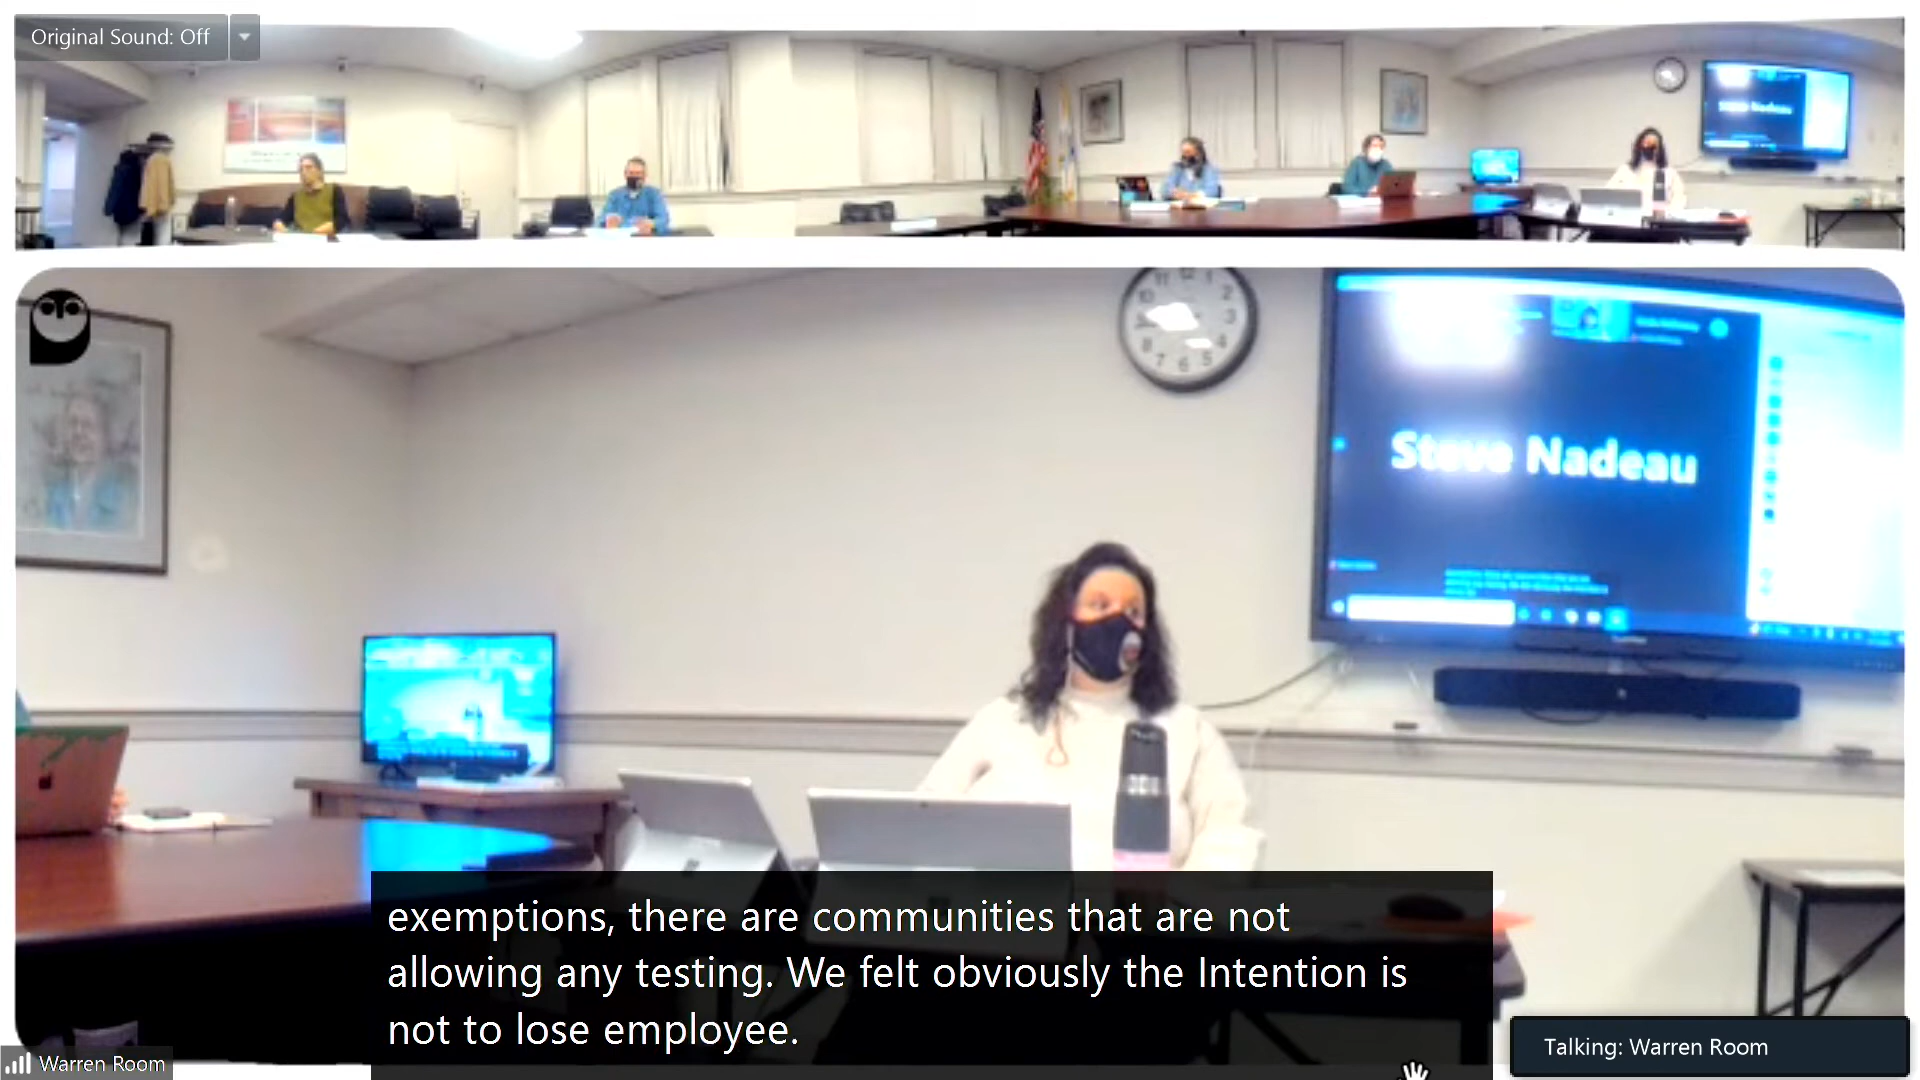 Original Sound: Off
Steve Nadeau
exemptions, there are communities that are not
allowing any testing. We felt obviously the Intention is
not to lose employee.
Warren Room
Talking: Warren Room